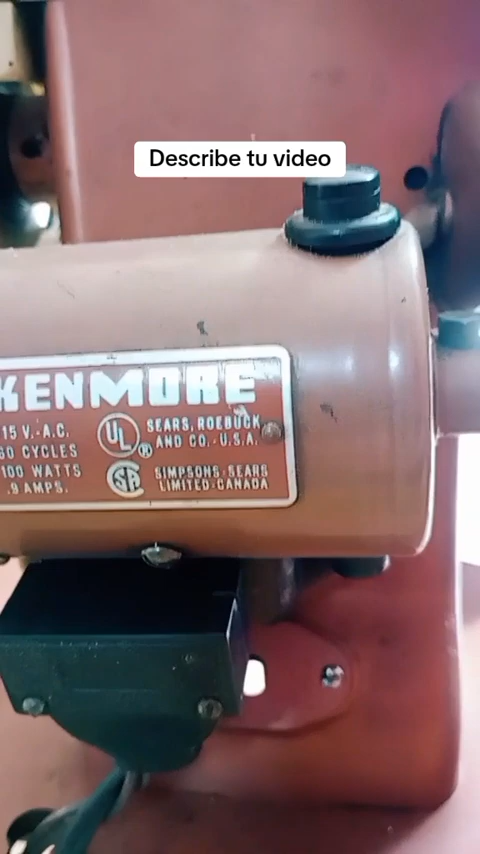 Describe tu video
KENMORE
15 V.-A.C.
60 CYCLES
100 WATTS
.9 AMPS.
UL ®
SEARS, ROEBUCK
AND CO.-U.S.A.
SA
SIMPSONS-SEARS
LIMITED-CANADA